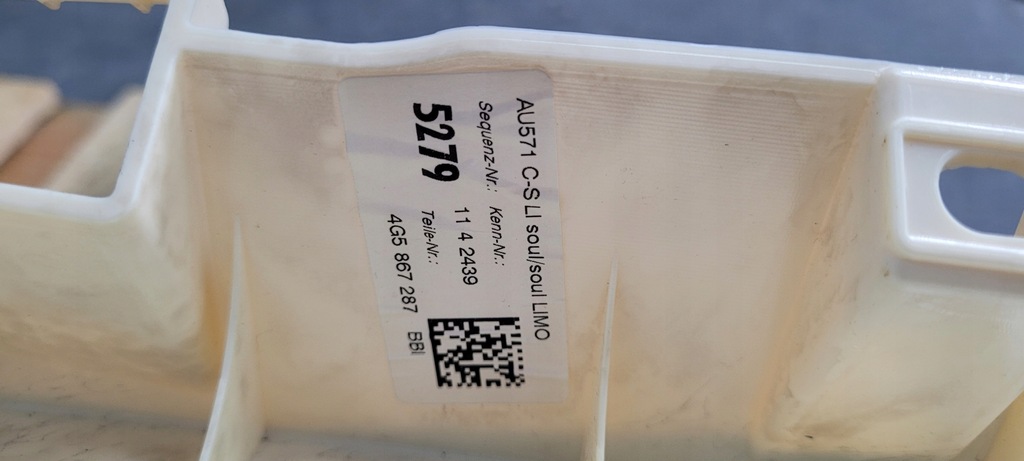 AU571 C-S LI soul/soul LIMO
Sequenz-Nr.: Kenn-Nr.:
5279 11 4 2439
Teile-Nr.:
4G5 867 287 BBI